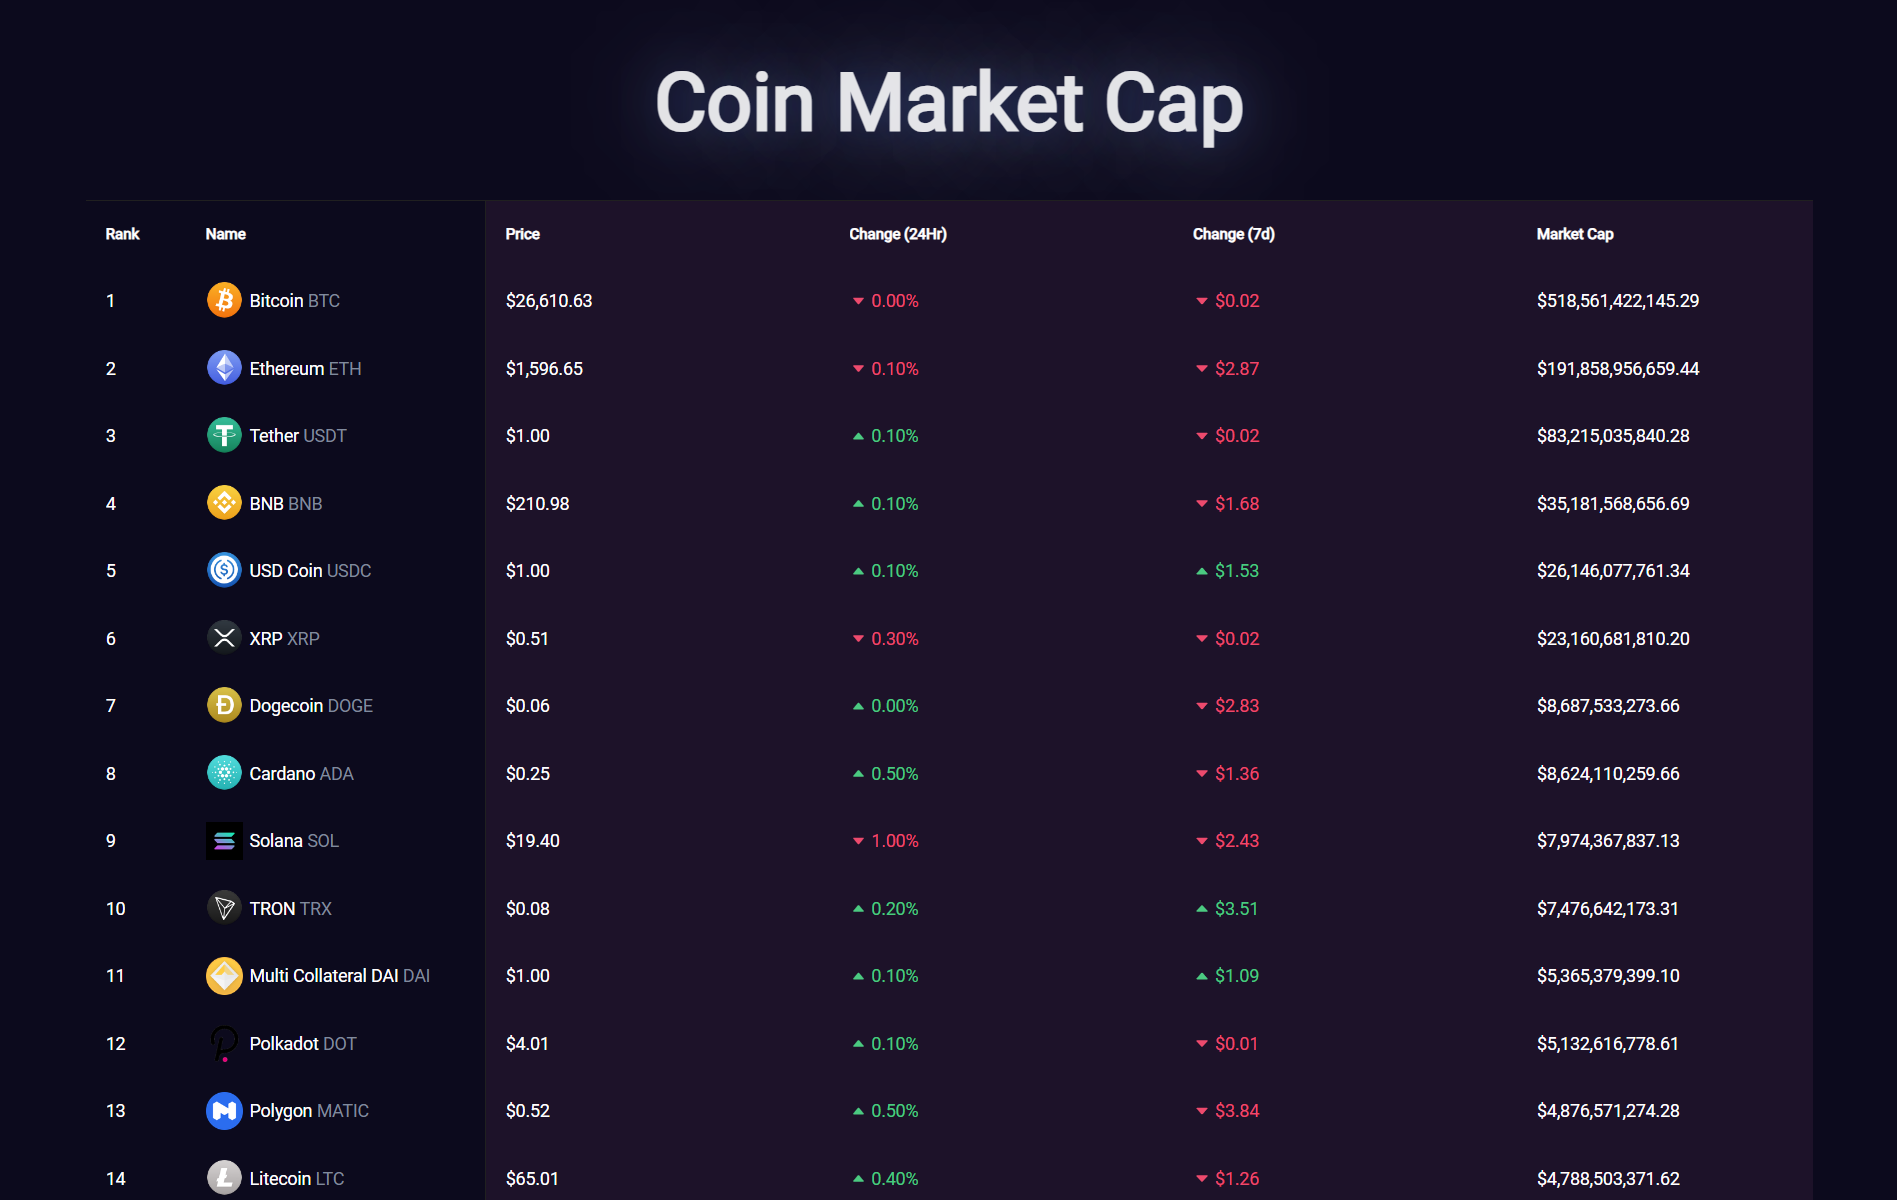 Coin Market Cap
Rank Name Price Change (24Hr) Change (7d) Market Cap
1 Bitcoin BTC $26,610.63 0.00% $0.02 $518,561,422,145.29
2 Ethereum ETH $1,596.65 0.10% $2.87 $191,858,956,659.44
3 Tether USDT $1.00 0.10% $0.02 $83,215,035,840.28
4 BNB BNB $210.98 0.10% $1.68 $35,181,568,656.69
5 USD Coin USDC $1.00 0.10% $1.53 $26,146,077,761.34
6 XRP XRP $0.51 0.30% $0.02 $23,160,681,810.20
7 Dogecoin DOGE $0.06 0.00% $2.83 $8,687,533,273.66
8 Cardano ADA $0.25 0.50% $1.36 $8,624,110,259.66
9 Solana SOL $19.40 1.00% $2.43 $7,974,367,837.13
10 TRON TRX $0.08 0.20% $3.51 $7,476,642,173.31
11 Multi Collateral DAI DAI $1.00 0.10% $1.09 $5,365,379,399.10
12 Polkadot DOT $4.01 0.10% $0.01 $5,132,616,778.61
13 Polygon MATIC $0.52 0.50% $3.84 $4,876,571,274.28
14 Litecoin LTC $65.01 0.40% $1.26 $4,788,503,371.62